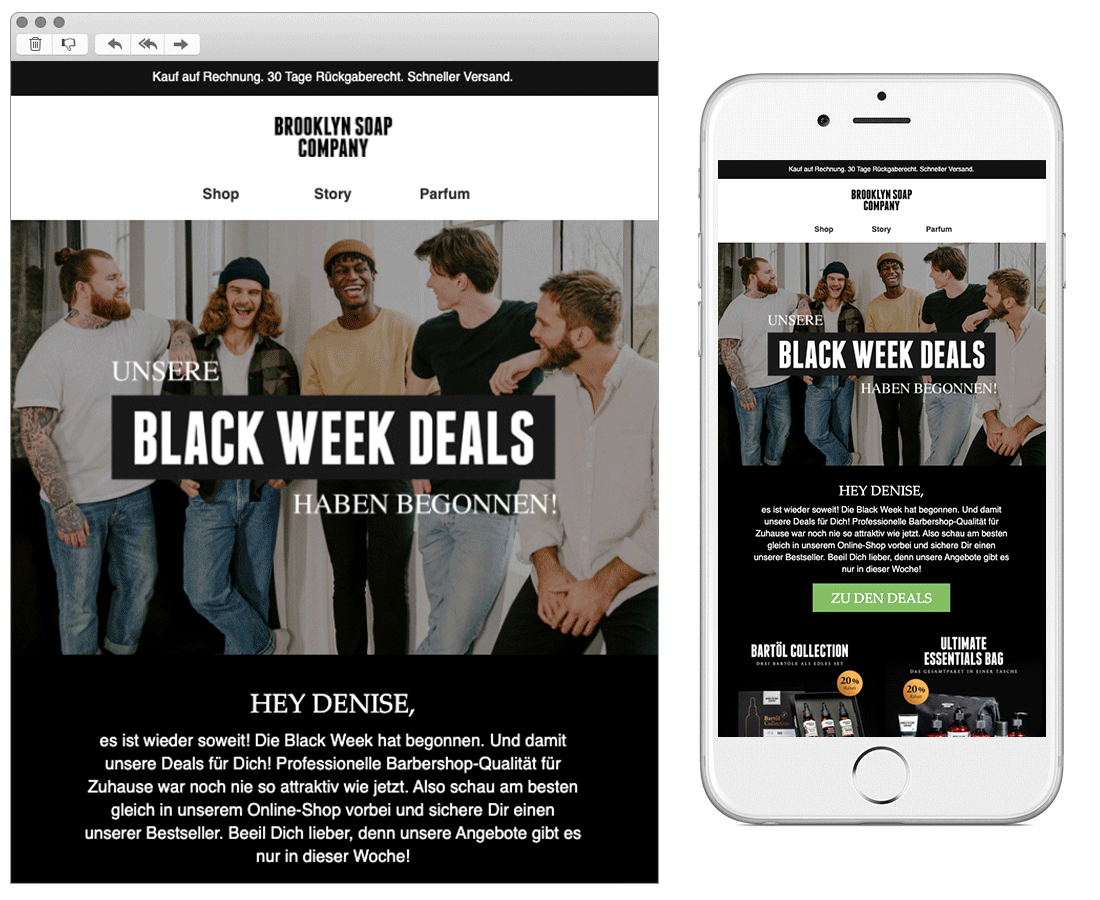 Kauf auf Rechnung. 30 Tage Rückgaberecht. Schneller Versand.
BROOKLYN SOAP
COMPANY
Shop Story Parfum
UNSERE
BLACK WEEK DEALS
HABEN BEGONNEN!
HEY DENISE,
es ist wieder soweit! Die Black Week hat begonnen. Und damit
unsere Deals für Dich! Professionelle Barbershop-Qualität für
Zuhause war noch nie so attraktiv wie jetzt. Also schau am besten
gleich in unserem Online-Shop vorbei und sichere Dir einen
unserer Bestseller. Beeil Dich lieber, denn unsere Angebote gibt es
nur in dieser Woche!
Kauf auf Rechnung. 30 Tage Rückgaberecht. Schneller Versand.
BROOKLYN SOAP
COMPANY
Shop Story Parfum
UNSERE
BLACK WEEK DEALS
HABEN BEGONNEN!
HEY DENISE,
es ist wieder soweit! Die Black Week hat begonnen. Und damit
unsere Deals für Dich! Professionelle Barbershop-Qualität für
Zuhause war noch nie so attraktiv wie jetzt. Also schau am besten
gleich in unserem Online-Shop vorbei und sichere Dir einen
unserer Bestseller. Beeil Dich lieber, denn unsere Angebote gibt es
nur in dieser Woche!
ZU DEN DEALS
BARTÖL COLLECTION
DREI BARTÖLE ALS EDLES SET
20%
Rabatt
Bartöl
Collection
ULTIMATE
ESSENTIALS BAG
DAS GESAMTPAKET IN EINER TASCHE
20%
Rabatt